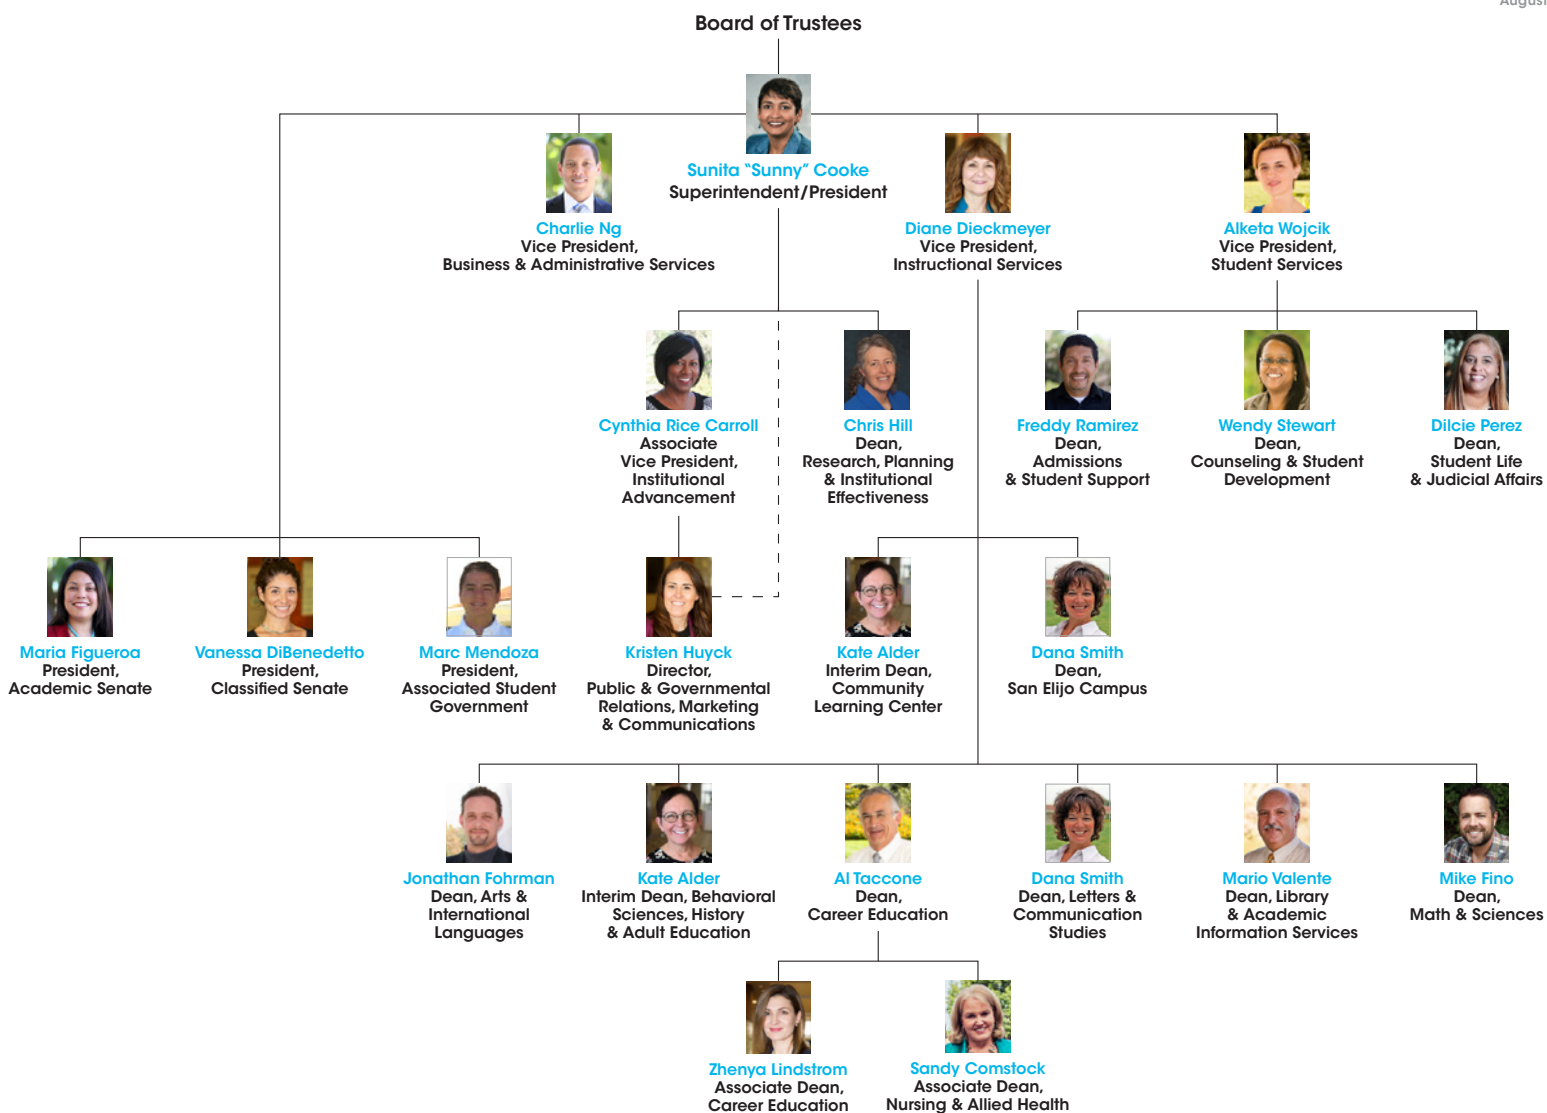 August
Board of Trustees
Sunita “Sunny” Cooke
Superintendent/President
Charlie Ng
Vice President,
Business & Administrative Services
Diane Dieckmeyer
Vice President,
Instructional Services
Alketa Wojcik
Vice President,
Student Services
Cynthia Rice Carroll
Associate
Vice President,
Institutional
Advancement
Chris Hill
Dean,
Research, Planning
& Institutional
Effectiveness
Freddy Ramirez
Dean,
Admissions
& Student Support
Wendy Stewart
Dean,
Counseling & Student
Development
Dilcie Perez
Dean,
Student Life
& Judicial Affairs
Maria Figueroa
President,
Academic Senate
Vanessa DiBenedetto
President,
Classified Senate
Marc Mendoza
President,
Associated Student
Government
Kristen Huyck
Director,
Public & Governmental
Relations, Marketing
& Communications
Kate Alder
Interim Dean,
Community
Learning Center
Dana Smith
Dean,
San Elijo Campus
Jonathan Fohrman
Dean, Arts &
International
Languages
Kate Alder
Interim Dean, Behavioral
Sciences, History
& Adult Education
Al Taccone
Dean,
Career Education
Dana Smith
Dean, Letters &
Communication
Studies
Mario Valente
Dean, Library
& Academic
Information Services
Mike Fino
Dean,
Math & Sciences
Zhenya Lindstrom
Associate Dean,
Career Education
Sandy Comstock
Associate Dean,
Nursing & Allied Health